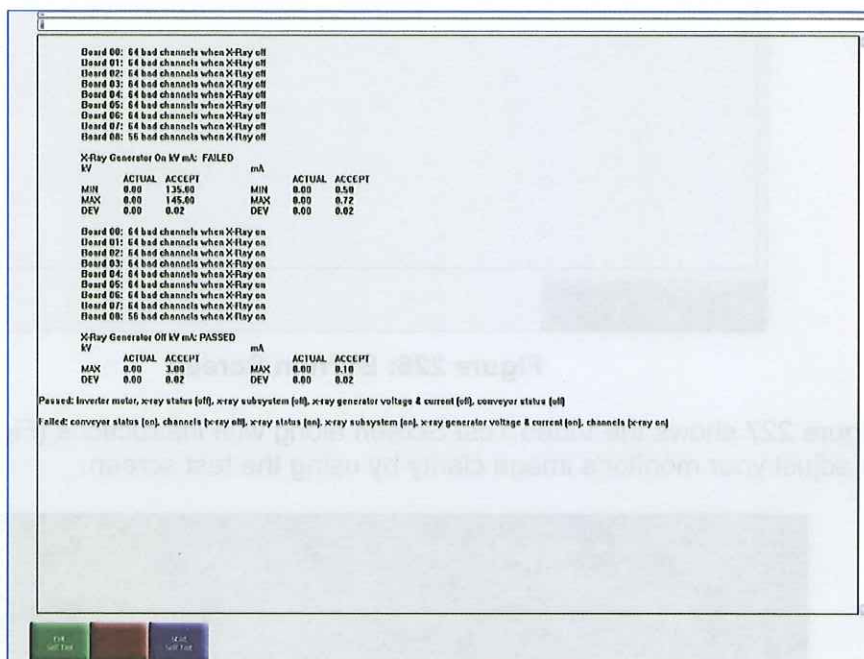 Board 00: 64 bad channels when X-Ray off
Board 01: 64 bad channels when X-Ray off
Board 02: 64 bad channels when X-Ray off
Board 03: 64 bad channels when X-Ray off
Board 04: 64 bad channels when X-Ray off
Board 05: 64 bad channels when X-Ray off
Board 06: 64 bad channels when X-Ray off
Board 07: 64 bad channels when X-Ray off
Board 08: 56 bad channels when X-Ray off
X-Ray Generator On kV mA: FAILED
kV mA
ACTUAL ACCEPT ACTUAL ACCEPT
MIN 0.00 135.00 MIN 0.00 0.50
MAX 0.00 145.00 MAX 0.00 0.72
DEV 0.00 0.02 DEV 0.00 0.02
Board 00: 64 bad channels when X-Ray on
Board 01: 64 bad channels when X-Ray on
Board 02: 64 bad channels when X-Ray on
Board 03: 64 bad channels when X-Ray on
Board 04: 64 bad channels when X-Ray on
Board 05: 64 bad channels when X-Ray on
Board 06: 64 bad channels when X-Ray on
Board 07: 64 bad channels when X-Ray on
Board 08: 56 bad channels when X-Ray on
X-Ray Generator Off kV mA: PASSED
kV mA
ACTUAL ACCEPT ACTUAL ACCEPT
MAX 0.00 3.00 MAX 0.00 0.10
DEV 0.00 0.02 DEV 0.00 0.02
Passed: Inverter motor, x-ray status (off), x-ray subsystem (off), x-ray generator voltage & current (off), conveyor status (off)
Failed: conveyor status (on), channels (x-ray off), xray status (on), x-ray subsystem (on), x-ray generator voltage & current (on), channels (x-ray on)
Exit
Self Test
Start
Self Test